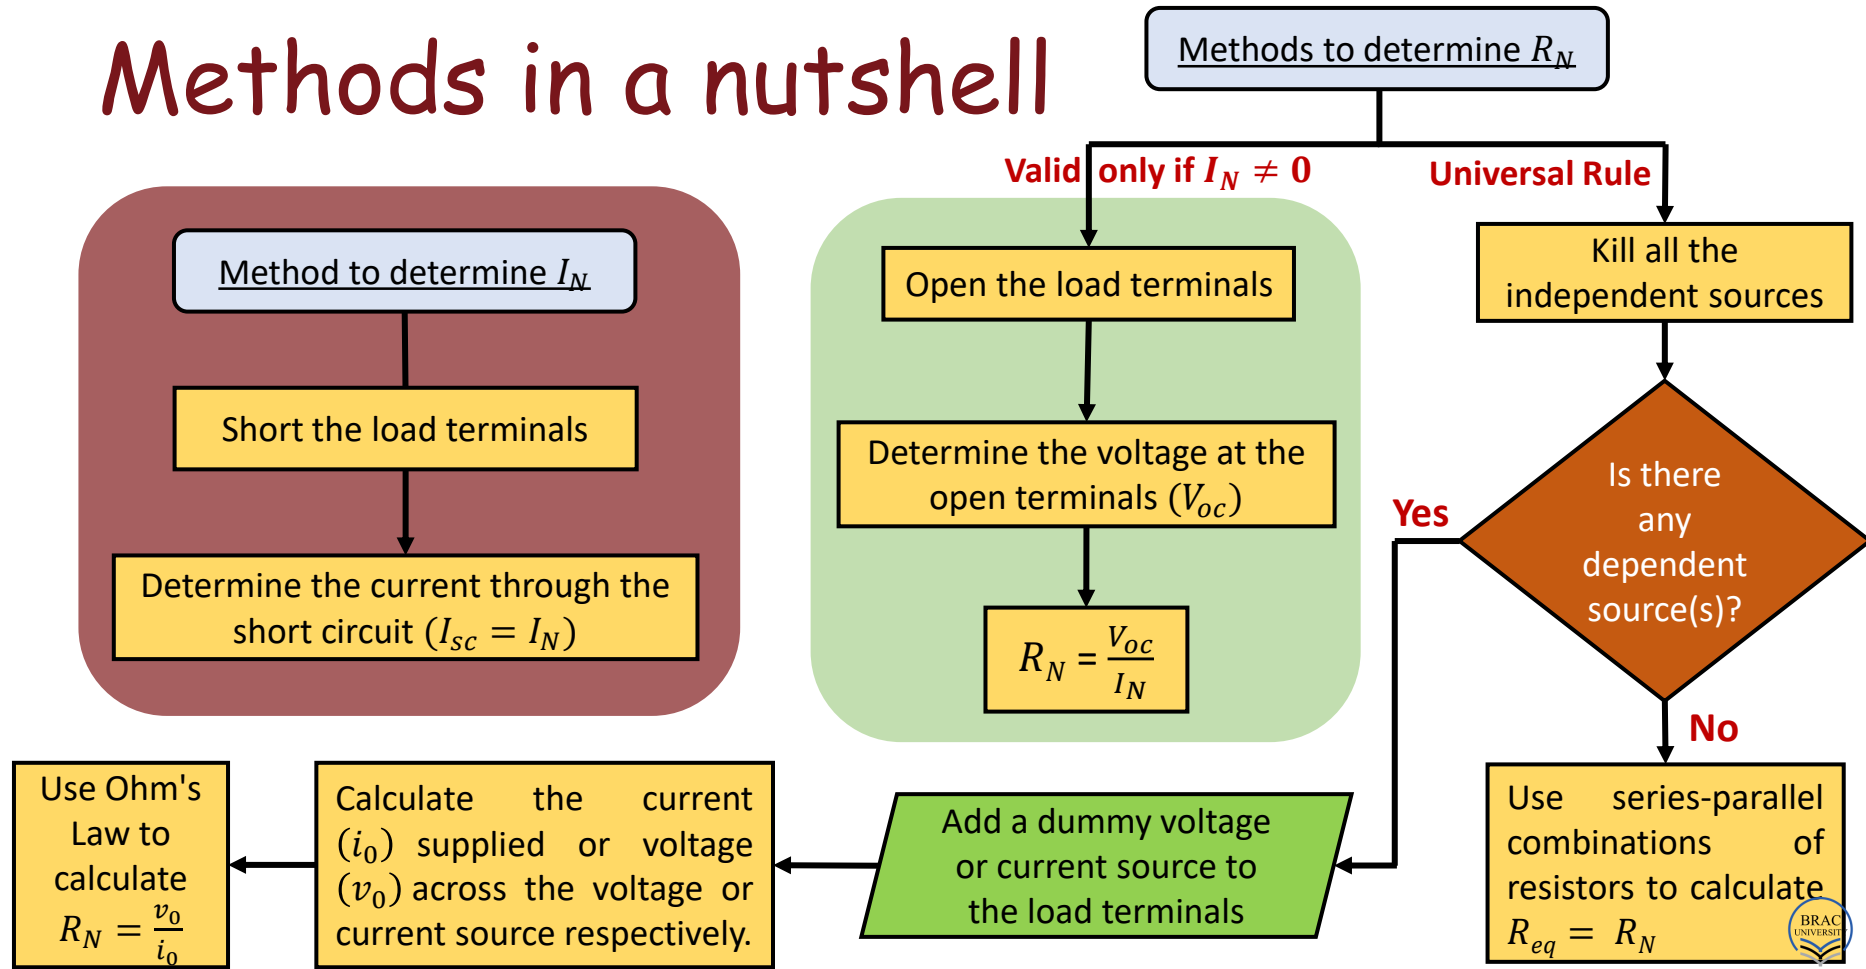 Methods in a nutshell
Methods to determine R_N
Valid only if I_N ≠ 0
Universal Rule
Method to determine I_N
Short the load terminals
Determine the current through the
short circuit (I_sc = I_N)
Open the load terminals
Determine the voltage at the
open terminals (V_oc)
R_N = V_oc / I_N
Kill all the
independent sources
Is there
any
dependent
source(s)?
Yes
No
Use series-parallel
combinations of
resistors to calculate
R_eq = R_N
Add a dummy voltage
or current source to
the load terminals
Calculate the current
(i_0) supplied or voltage
(v_0) across the voltage or
current source respectively.
Use Ohm's
Law to
calculate
R_N = v_0 / i_0
BRAC
UNIVERSITY